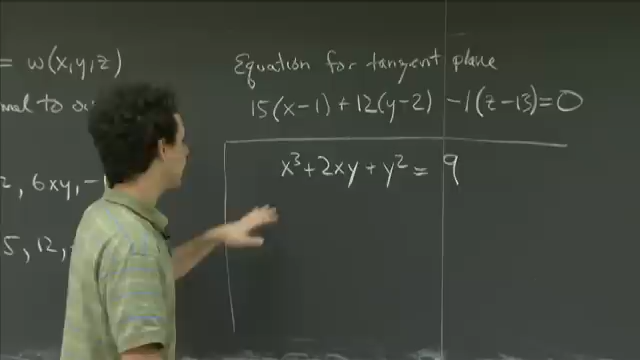 = w(x,y,z)
Equation for tangent plane
mal to
15(x-1) + 12(y-2) -1(z-13) = 0
x³ + 2xy + y² = 9
2, 6xy, -1
5, 12,